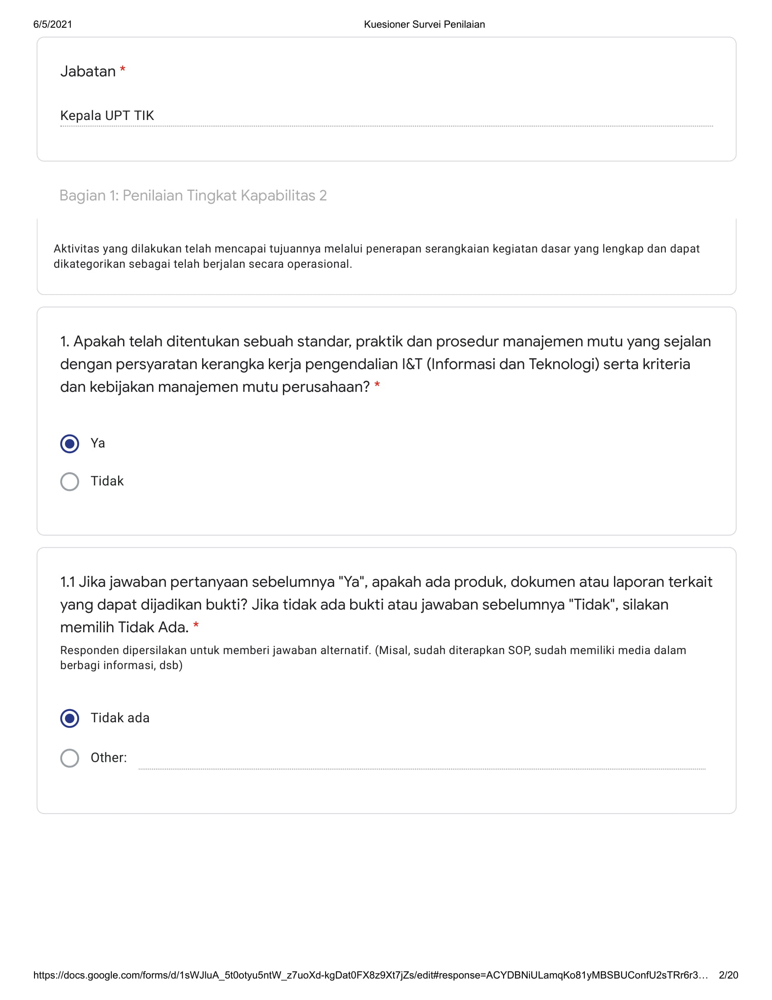 6/5/2021
Kuesioner Survei Penilaian
Jabatan *
Kepala UPT TIK
Bagian 1: Penilaian Tingkat Kapabilitas 2
Aktivitas yang dilakukan telah mencapai tujuannya melalui penerapan serangkaian kegiatan dasar yang lengkap dan dapat
dikategorikan sebagai telah berjalan secara operasional.
1. Apakah telah ditentukan sebuah standar, praktik dan prosedur manajemen mutu yang sejalan
dengan persyaratan kerangka kerja pengendalian I&T (Informasi dan Teknologi) serta kriteria
dan kebijakan manajemen mutu perusahaan? *
Ya
Tidak
1.1 Jika jawaban pertanyaan sebelumnya "Ya", apakah ada produk, dokumen atau laporan terkait
yang dapat dijadikan bukti? Jika tidak ada bukti atau jawaban sebelumnya "Tidak", silakan
memilih Tidak Ada. *
Responden dipersilakan untuk memberi jawaban alternatif. (Misal, sudah diterapkan SOP, sudah memiliki media dalam
berbagi informasi, dsb)
Tidak ada
Other:
https://docs.google.com/forms/d/1sWJIuA_5t0otyu5ntW_z7uoXd-kgDat0FX8z9Xt7jZs/edit#response=ACYDBNiULamqKo81yMBSBUConfU2sTRr6r3… 2/20